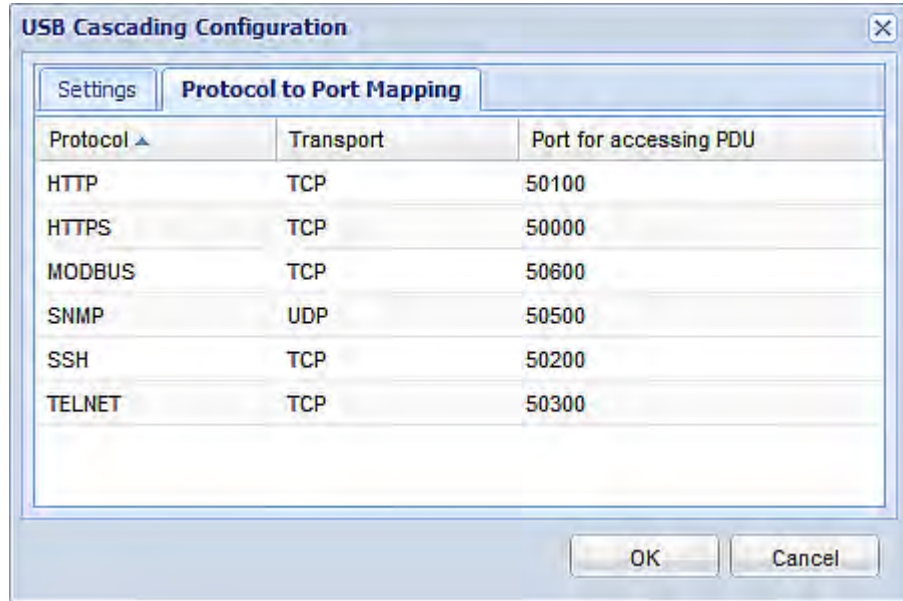 USB Cascading Configuration
Settings Protocol to Port Mapping
Protocol Transport Port for accessing PDU
HTTP TCP 50100
HTTPS TCP 50000
MODBUS TCP 50600
SNMP UDP 50500
SSH TCP 50200
TELNET TCP 50300
OK Cancel